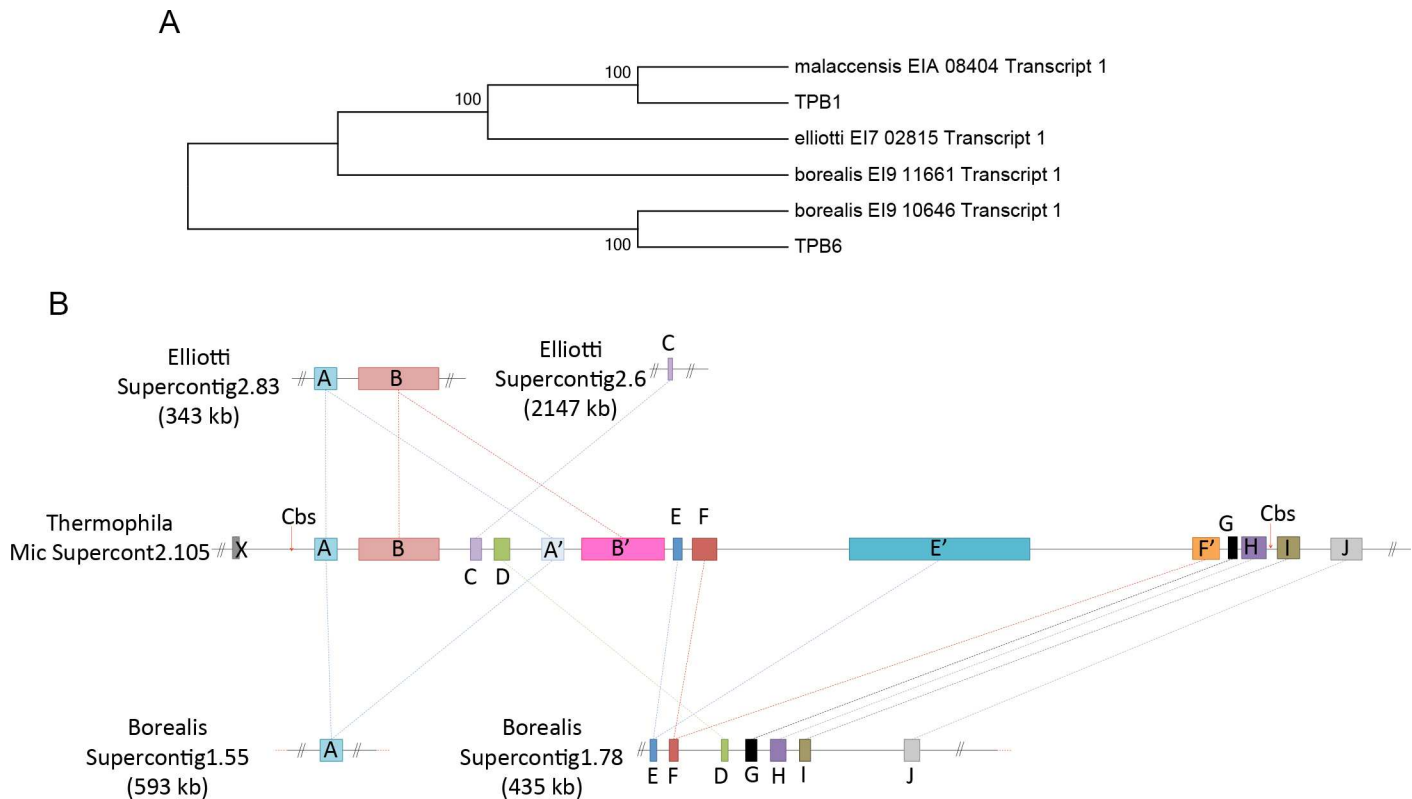 A
malaccensis EIA 08404 Transcript 1
100
TPB1
100
elliotti EI7 02815 Transcript 1
borealis EI9 11661 Transcript 1
borealis EI9 10646 Transcript 1
100
TPB6
B
Elliotti
Supercontig2.83
(343 kb)
A
B
Elliotti
Supercontig2.6
(2147 kb)
C
Thermophila
Mic Supercont2.105
X
Cbs
A
B
C
D
A’
B’
E
F
E’
F’
G
H
Cbs
I
J
Borealis
Supercontig1.55
(593 kb)
A
Borealis
Supercontig1.78
(435 kb)
E
F
D
G
H
I
J